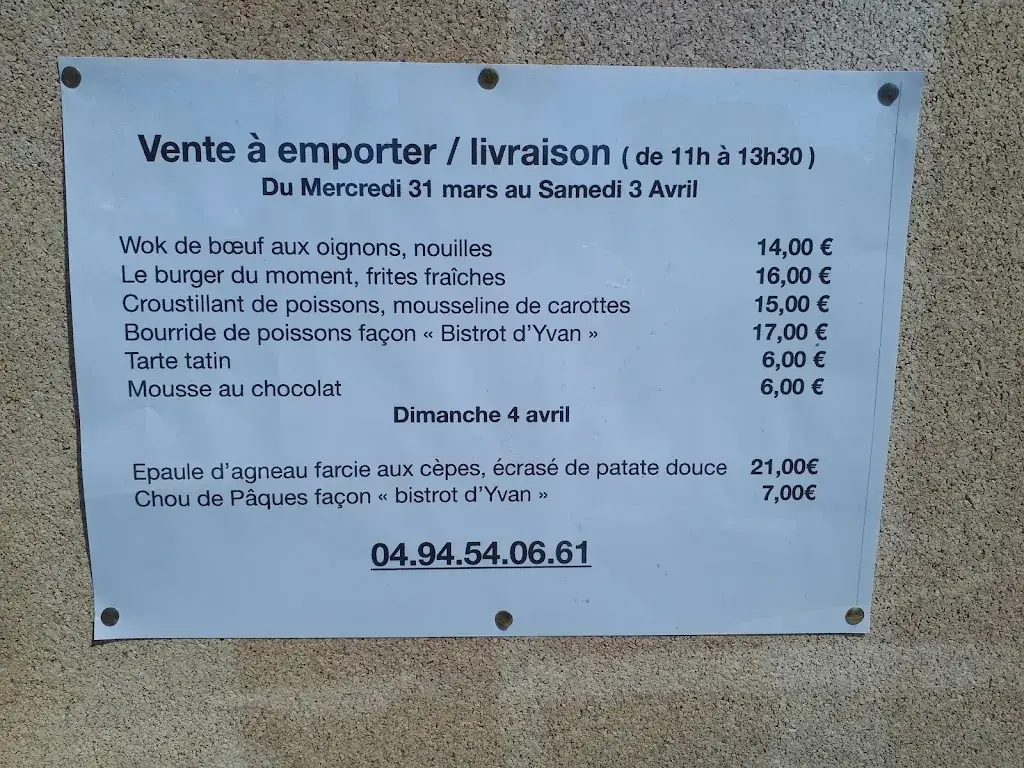 Vente à emporter / livraison ( de 11h à 13h30 )
Du Mercredi 31 mars au Samedi 3 Avril
Wok de bœuf aux oignons, nouilles 14,00 €
Le burger du moment, frites fraîches 16,00 €
Croustillant de poissons, mousseline de carottes 15,00 €
Bourride de poissons façon « Bistrot d'Yvan » 17,00 €
Tarte tatin 6,00 €
Mousse au chocolat 6,00 €
Dimanche 4 avril
Epaule d'agneau farcie aux cèpes, écrasé de patate douce 21,00€
Chou de Pâques façon « bistrot d'Yvan » 7,00€
04.94.54.06.61